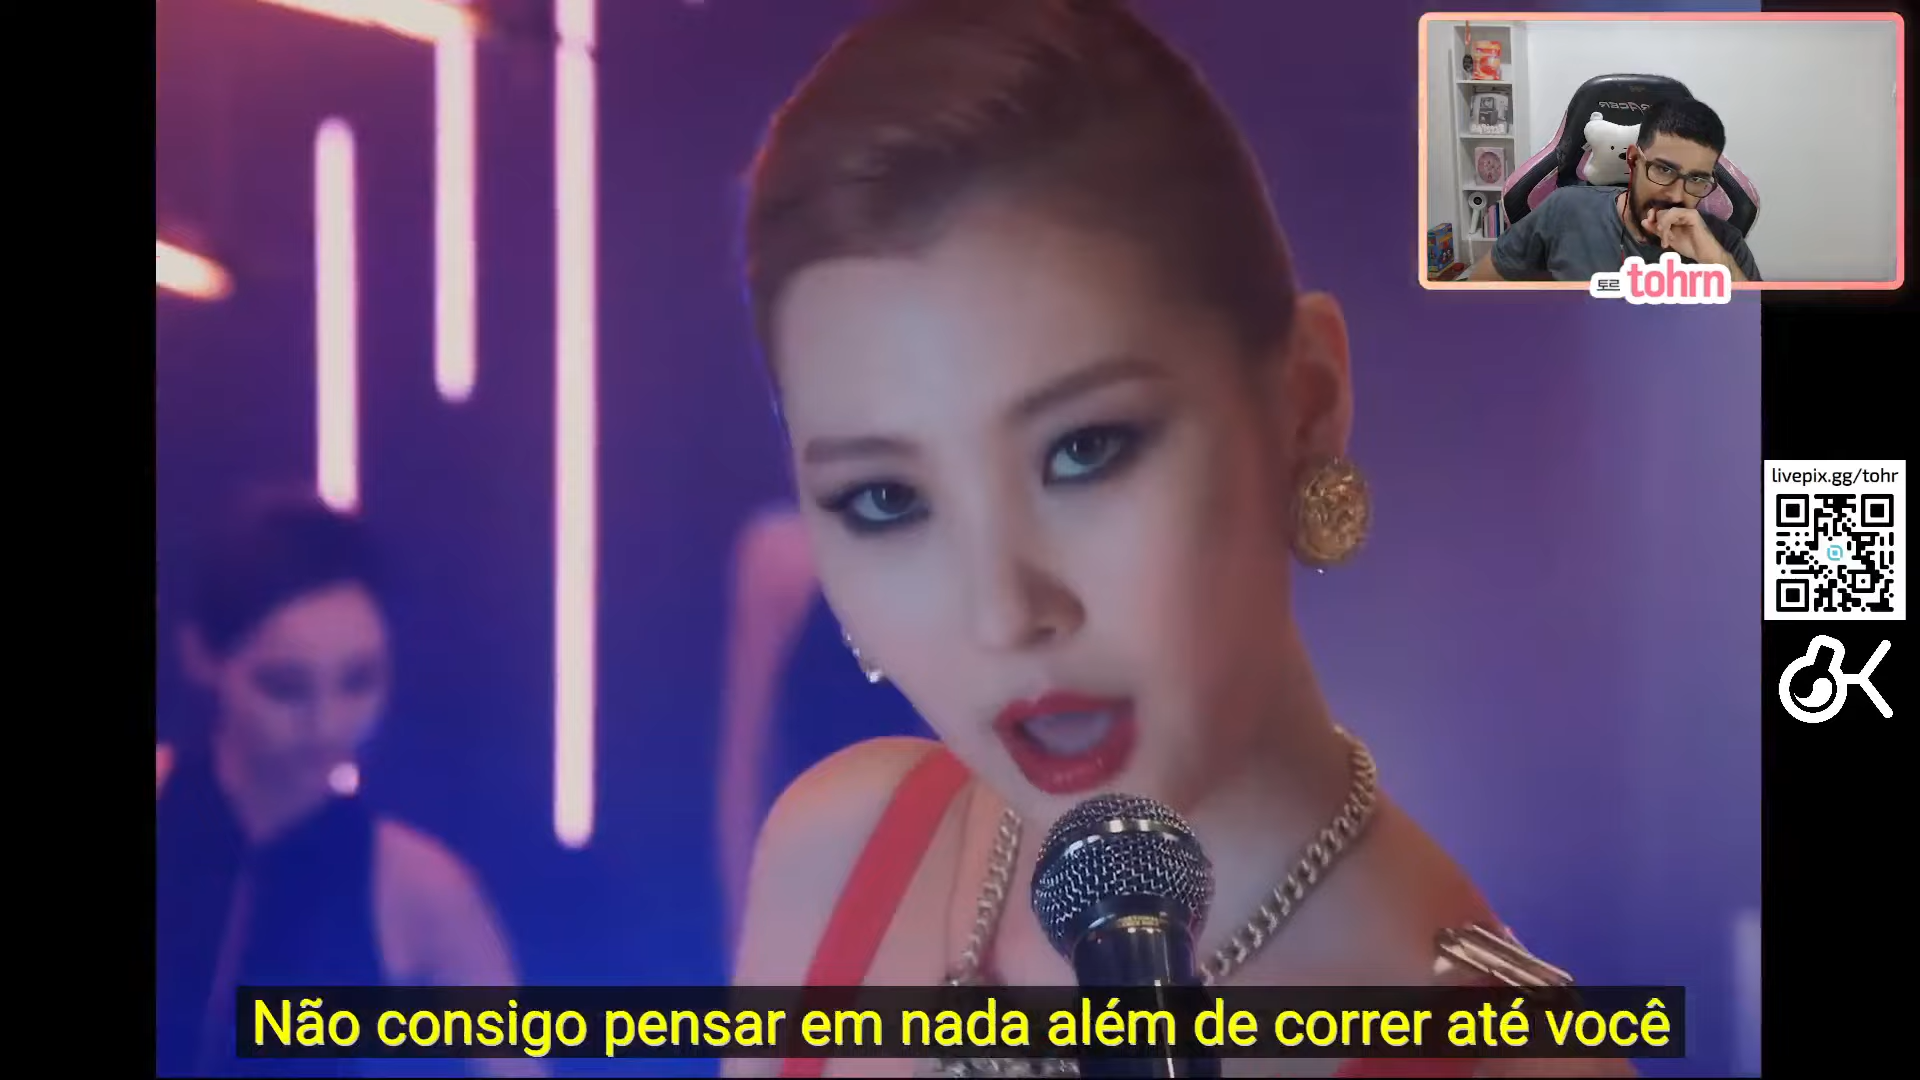 토르 tohrn
livepix.gg/tohr
Não consigo pensar em nada além de correr até você